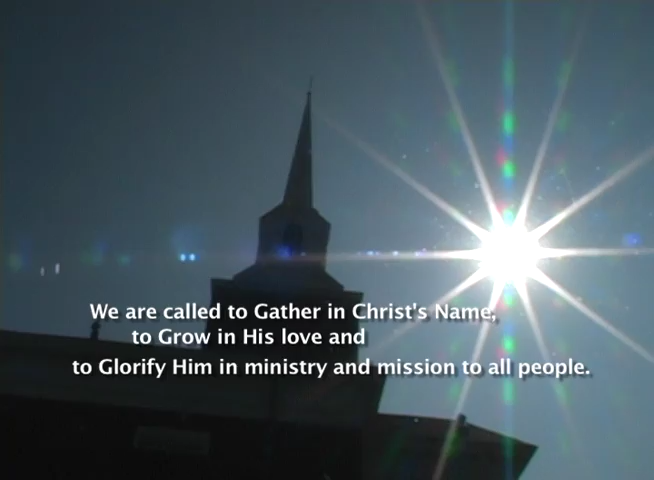 We are called to Gather in Christ's Name,
to Grow in His love and
to Glorify Him in ministry and mission to all people.